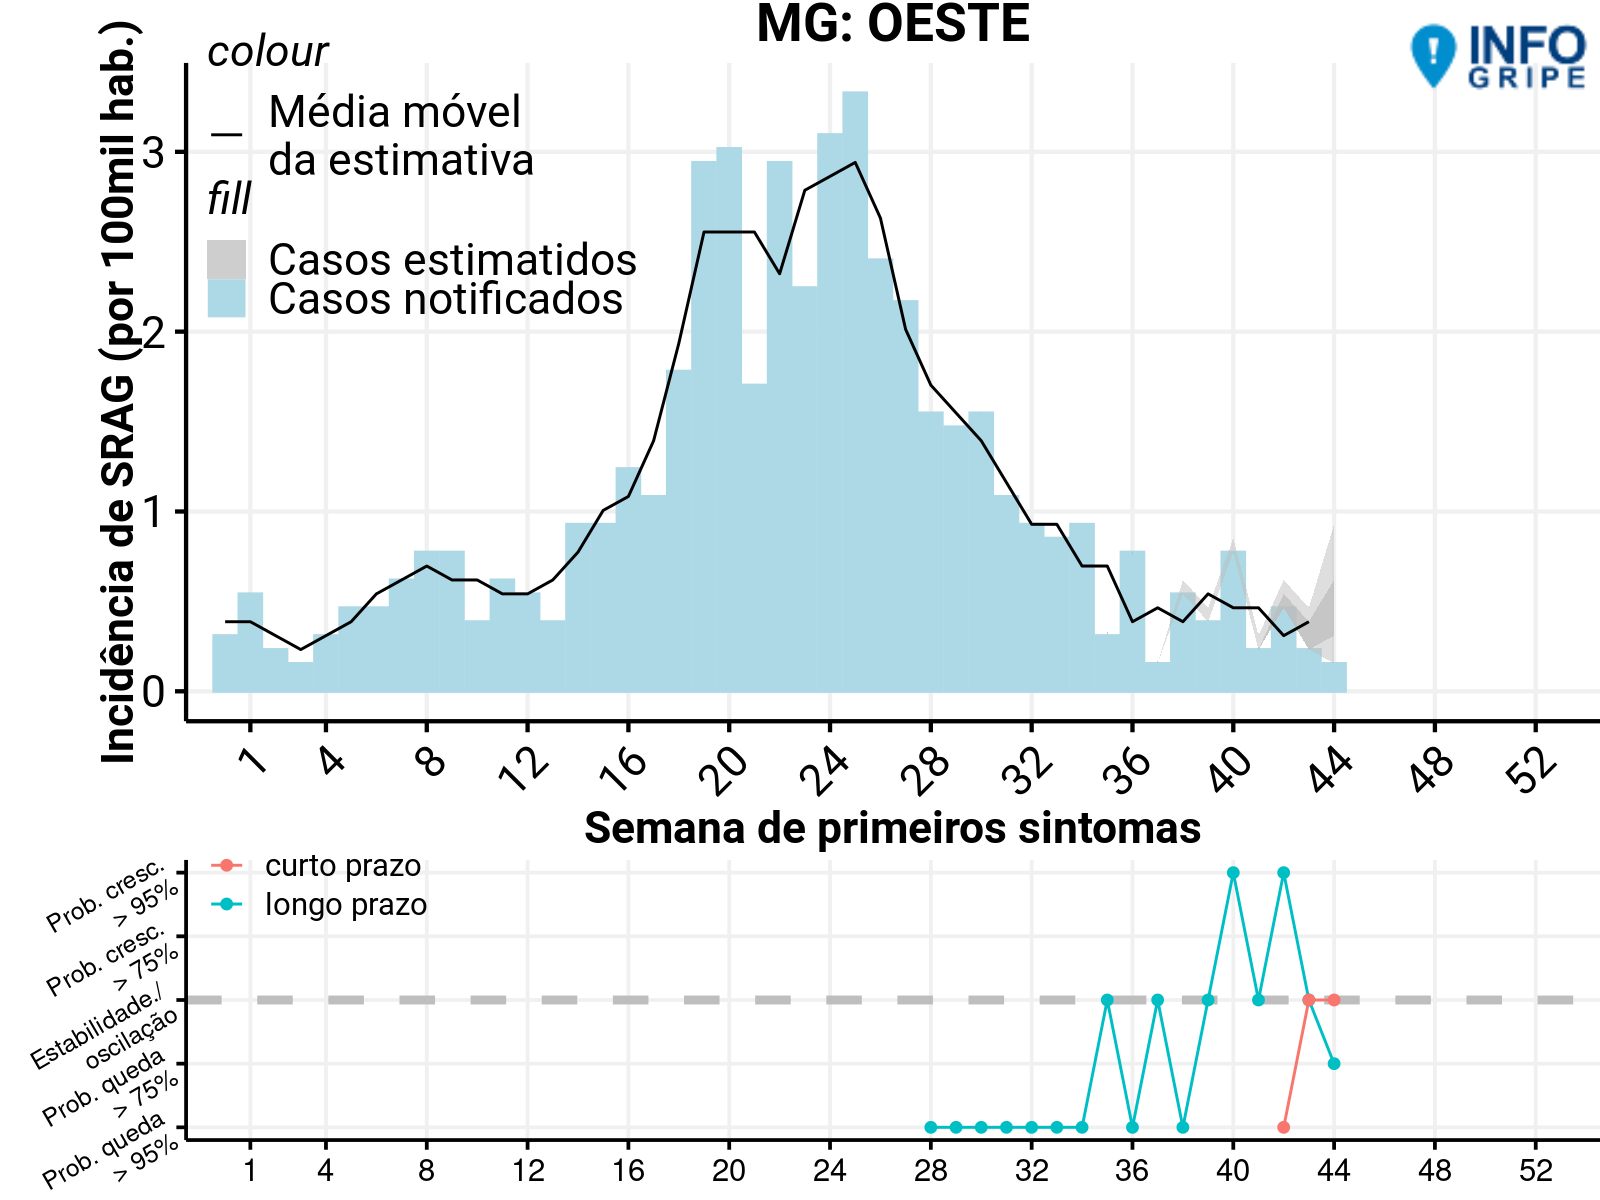 MG: OESTE
INFO
GRIPE
colour
Média móvel
da estimativa
fill
Casos estimatidos
Casos notificados
Incidência de SRAG (por 100mil hab.)
3
2
1
0
1 4 8 12 16 20 24 28 32 36 40 44 48 52
Semana de primeiros sintomas
curto prazo
longo prazo
Prob. cresc.
> 95%
Prob. cresc.
> 75%
Estabilidade./
oscilação
Prob. queda
> 75%
Prob. queda
> 95%
1 4 8 12 16 20 24 28 32 36 40 44 48 52